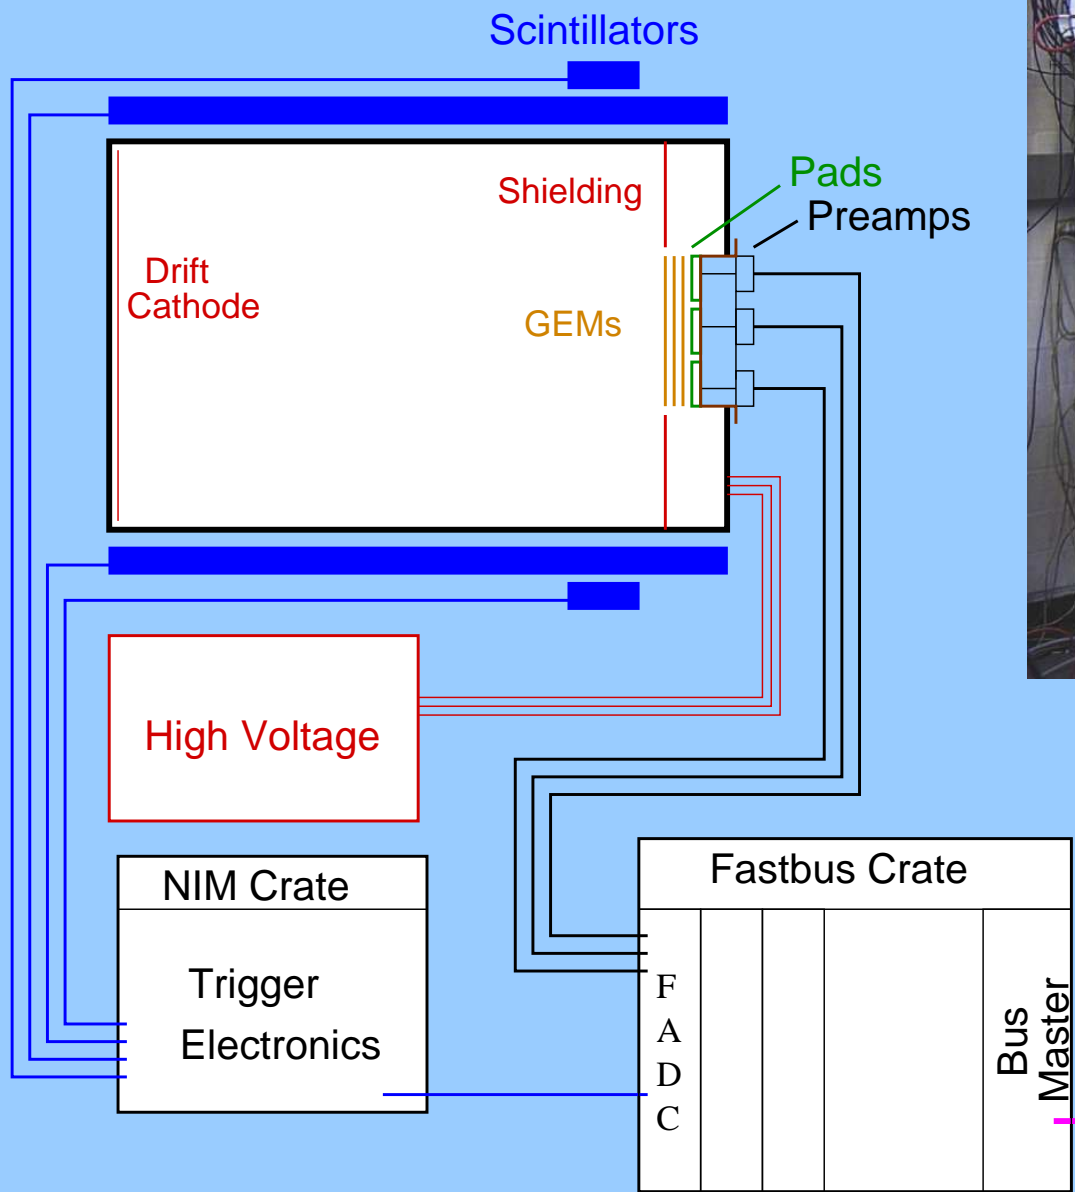 Scintillators
Pads
Shielding
Preamps
Drift
Cathode
GEMs
High Voltage
NIM Crate
Trigger
Electronics
Fastbus Crate
F
A
D
C
Bus
Master